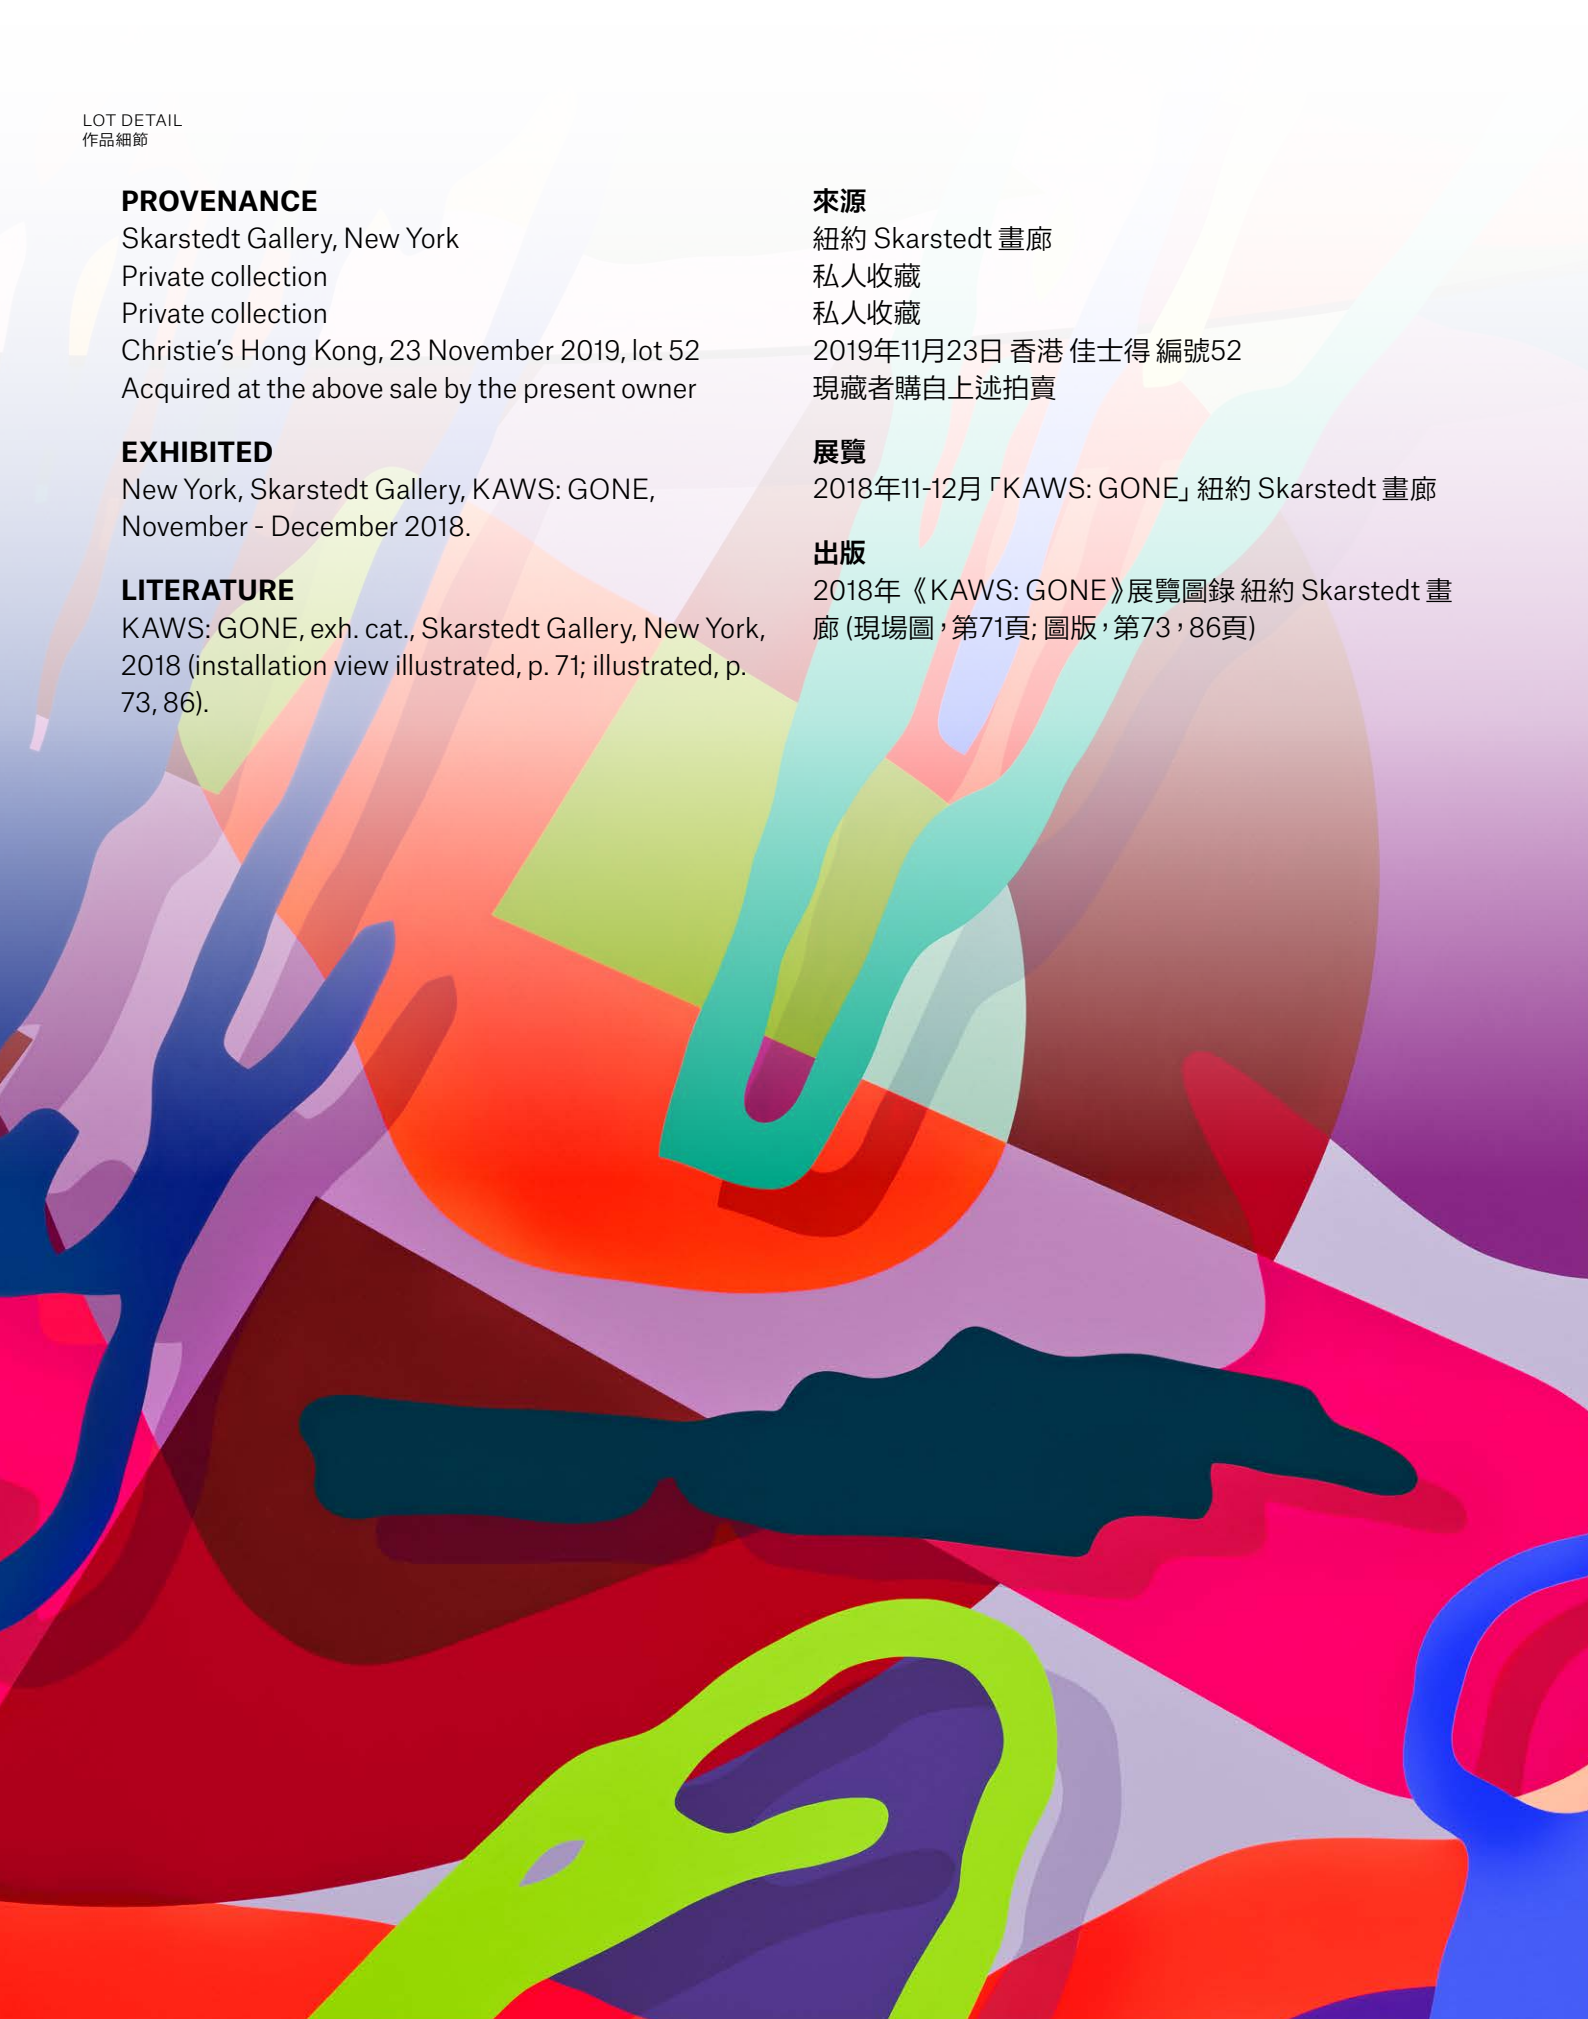 LOT DETAIL
作品細節
PROVENANCE
Skarstedt Gallery, New York
Private collection
Private collection
Christie’s Hong Kong, 23 November 2019, lot 52
Acquired at the above sale by the present owner
EXHIBITED
New York, Skarstedt Gallery, KAWS: GONE,
November - December 2018.
LITERATURE
KAWS: GONE, exh. cat., Skarstedt Gallery, New York,
2018 (installation view illustrated, p. 71; illustrated, p.
73, 86).
來源
紐約 Skarstedt 畫廊
私人收藏
私人收藏
2019年11月23日 香港 佳士得 編號52
現藏者購自上述拍賣
展覽
2018年11-12月「KAWS: GONE」紐約 Skarstedt 畫廊
出版
2018年《KAWS: GONE》展覽圖錄 紐約 Skarstedt 畫
廊 (現場圖，第71頁; 圖版，第73，86頁)